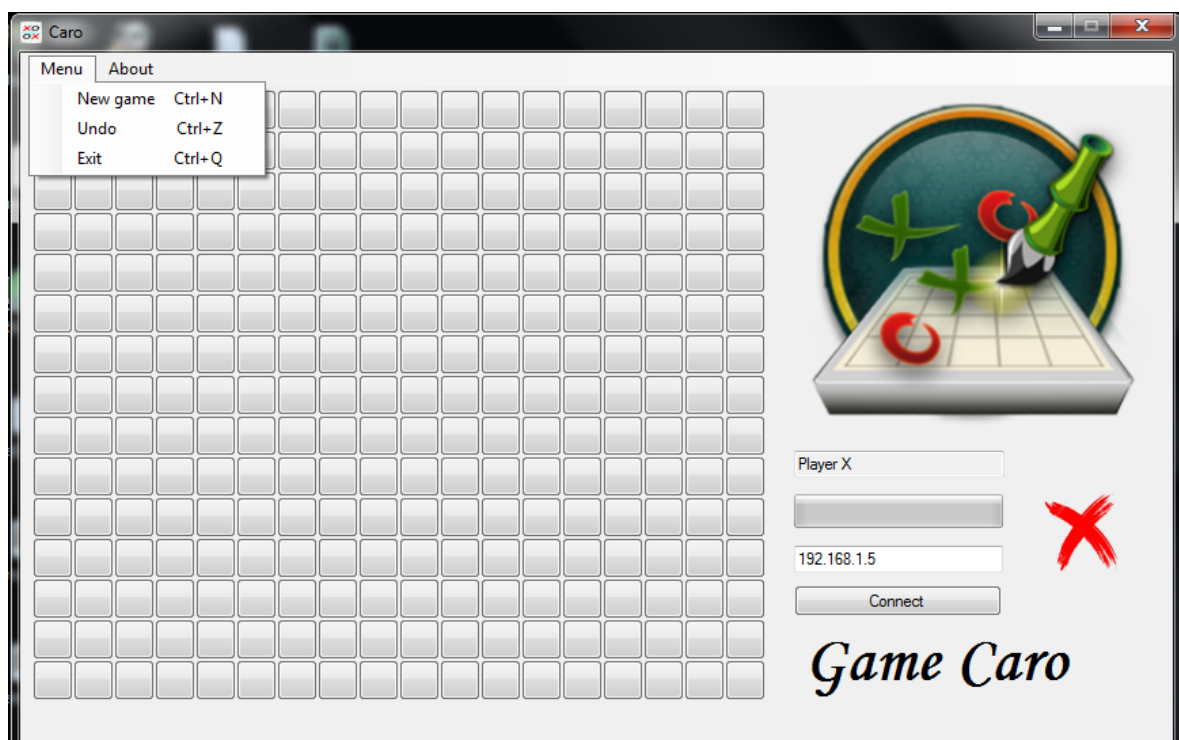 Caro
Menu About
New game Ctrl+N
Undo Ctrl+Z
Exit Ctrl+Q
Player X
192.168.1.5
Connect
Game Caro